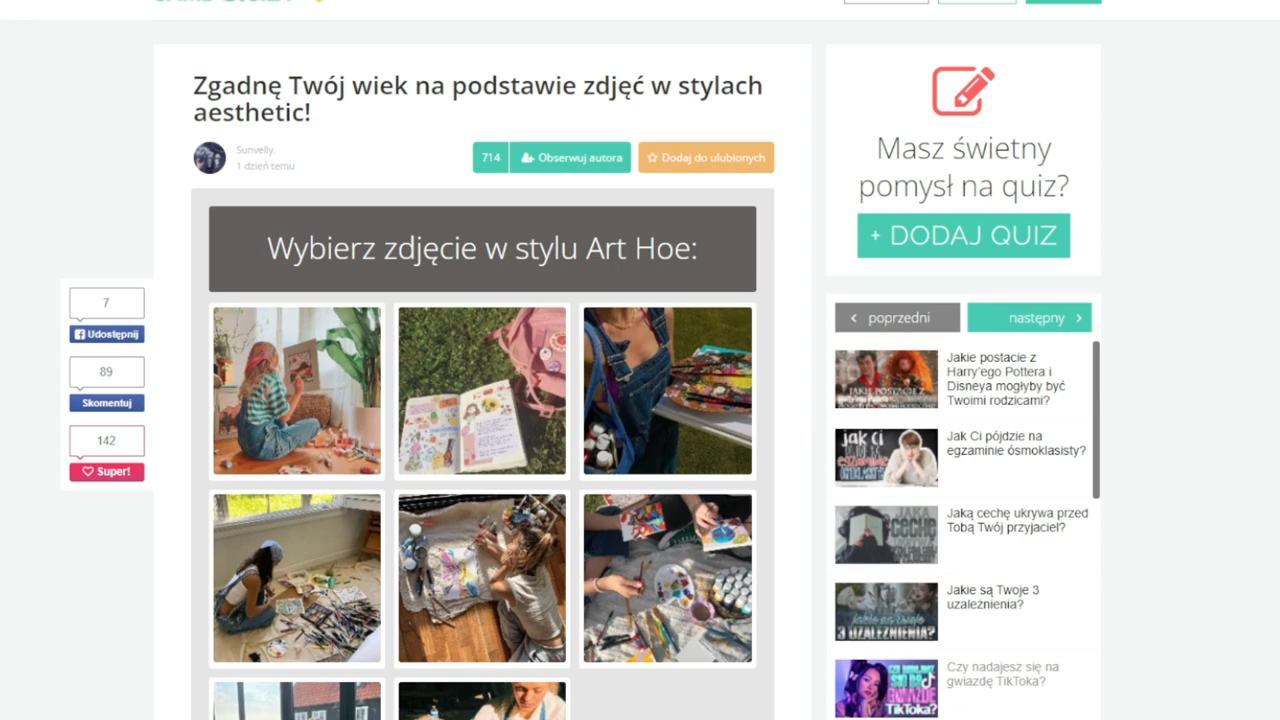 Zgadnę Twój wiek na podstawie zdjęć w stylach
aesthetic!
Sunvelly.
1 dzień temu
714
Obserwuj autora
Dodaj do ulubionych
Wybierz zdjęcie w stylu Art Hoe:
7
Udostępnij
89
Skomentuj
142
Super!
Masz świetny
pomysł na quiz?
+ DODAJ QUIZ
poprzedni
następny
Jakie postacie z
Harry'ego Pottera i
Disneya mogłyby być
Twoimi rodzicami?
Jak Ci pójdzie na
egzaminie ósmoklasisty?
Jaką cechę ukrywa przed
Tobą Twój przyjaciel?
Jakie są Twoje 3
uzależnienia?
3 UZALEŻNIENIA?
Czy nadajesz się na
gwiazdę TikToka?